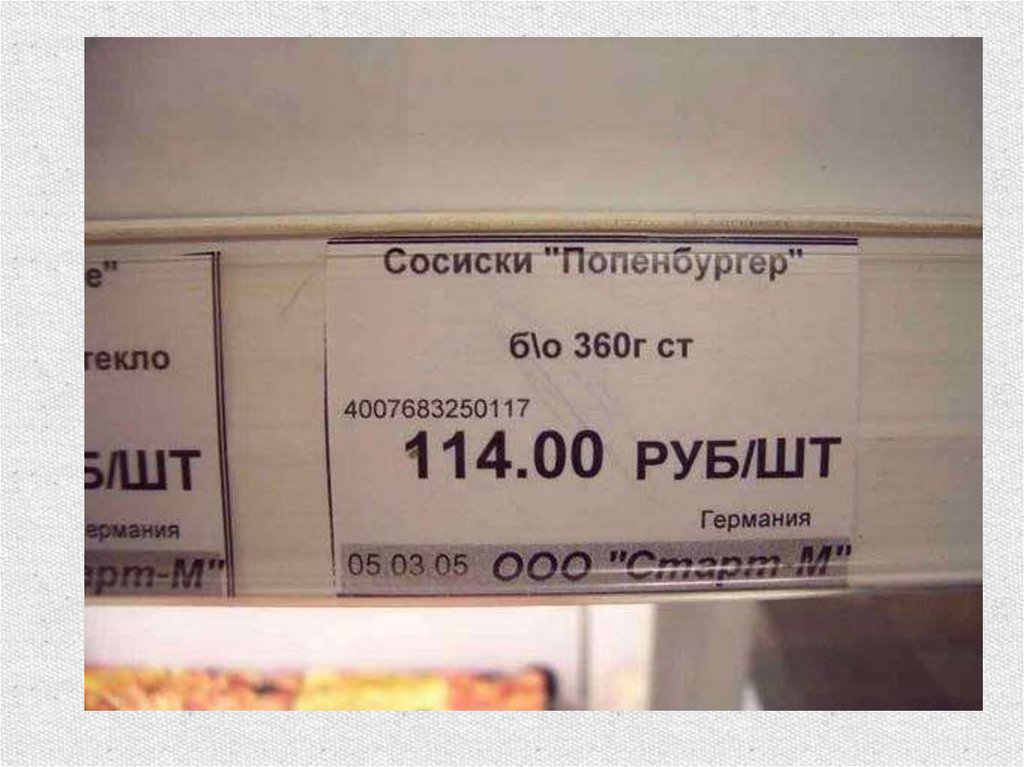 е"
текло
Б/ШТ
ермания
арт-М"
Сосиски "Попенбургер"
б\о 360г ст
4007683250117
114.00 РУБ/ШТ
Германия
05.03.05 ООО "Старт-М"